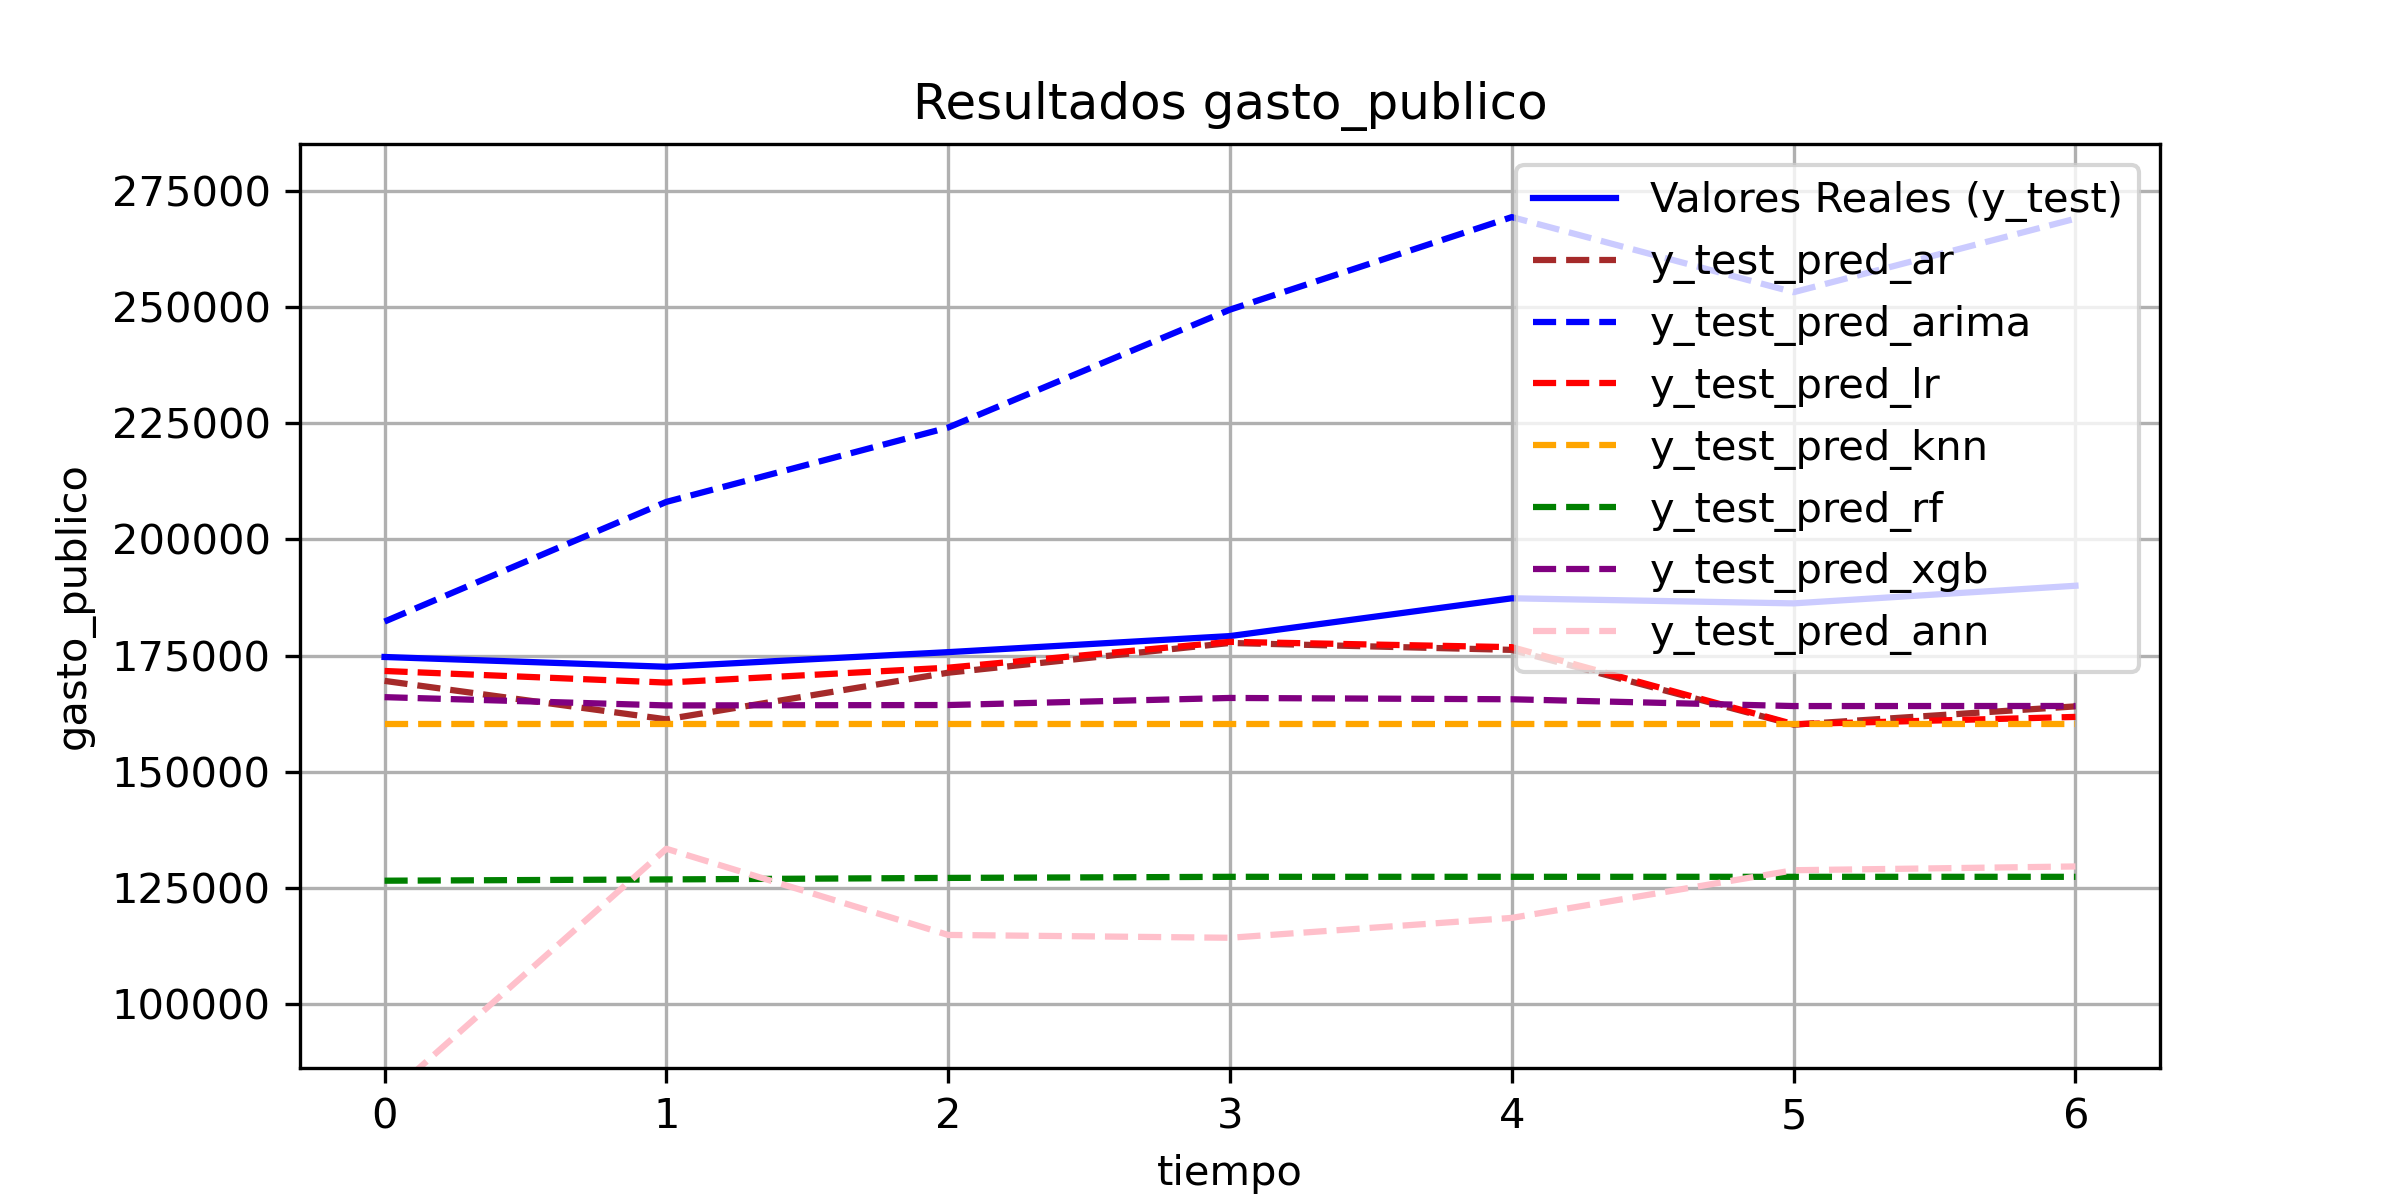 Resultados gasto_publico
275000
250000
225000
200000
175000
150000
125000
100000
gasto_publico
Valores Reales (y_test)
y_test_pred_ar
y_test_pred_arima
y_test_pred_lr
y_test_pred_knn
y_test_pred_rf
y_test_pred_xgb
y_test_pred_ann
0 1 2 3 4 5 6
tiempo